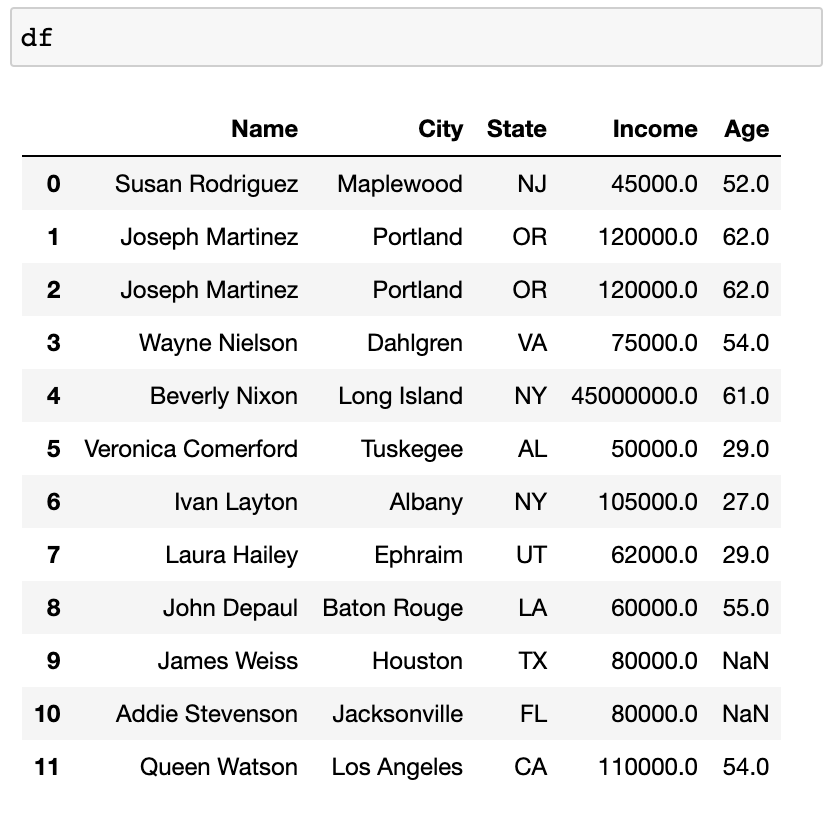 df
Name City State Income Age
0 Susan Rodriguez Maplewood NJ 45000.0 52.0
1 Joseph Martinez Portland OR 120000.0 62.0
2 Joseph Martinez Portland OR 120000.0 62.0
3 Wayne Nielson Dahlgren VA 75000.0 54.0
4 Beverly Nixon Long Island NY 45000000.0 61.0
5 Veronica Comerford Tuskegee AL 50000.0 29.0
6 Ivan Layton Albany NY 105000.0 27.0
7 Laura Hailey Ephraim UT 62000.0 29.0
8 John Depaul Baton Rouge LA 60000.0 55.0
9 James Weiss Houston TX 80000.0 NaN
10 Addie Stevenson Jacksonville FL 80000.0 NaN
11 Queen Watson Los Angeles CA 110000.0 54.0